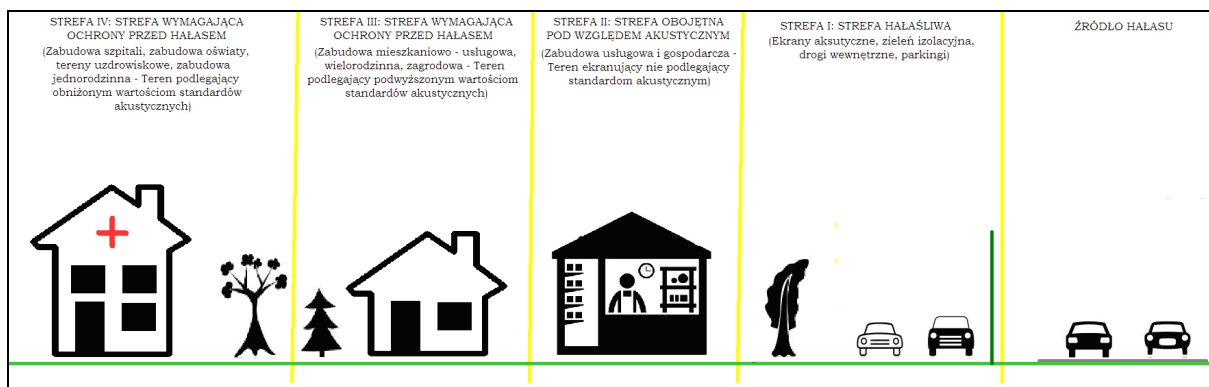 STREFA IV: STREFA WYMAGAJĄCA
OCHRONY PRZED HAŁASEM
(Zabudowa szpitali, zabudowa oświaty,
tereny uzdrowiskowe, zabudowa
jednorodzinna - Teren podlegający
obniżonym wartościom standardów
akustycznych)
STREFA III: STREFA WYMAGAJĄCA
OCHRONY PRZED HAŁASEM
(Zabudowa mieszkaniowo - usługowa,
wielorodzinna, zagrodowa - Teren
podlegający podwyższonym wartościom
standardów akustycznych)
STREFA II: STREFA OBOJĘTNA
POD WZGLĘDEM AKUSTYCZNYM
(Zabudowa usługowa i gospodarcza -
Teren ekranujący nie podlegający
standardom akustycznym)
STREFA I: STREFA HAŁAŚLIWA
(Ekrany aksutyczne, zieleń izolacyjna,
drogi wewnętrzne, parkingi)
ŹRÓDŁO HAŁASU